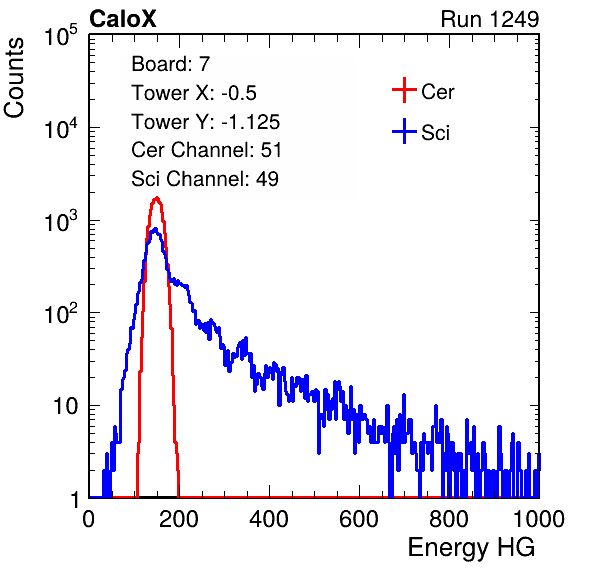 CaloX Run 1249
Board: 7
Tower X: -0.5
Tower Y: -1.125
Cer Channel: 51
Sci Channel: 49
Cer
Sci
Counts
10^5
10^4
10^3
10^2
10
1
0 200 400 600 800 1000
Energy HG